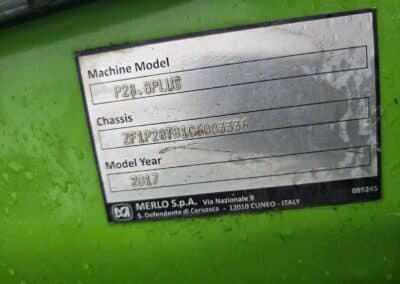 Machine Model
P28.8PLUS
Chassis
Model Year
2017
MERLO S.p.A. Via Nazionale 9
S. Defendente di Cervasca - 12010 CUNEO - ITALY
089245